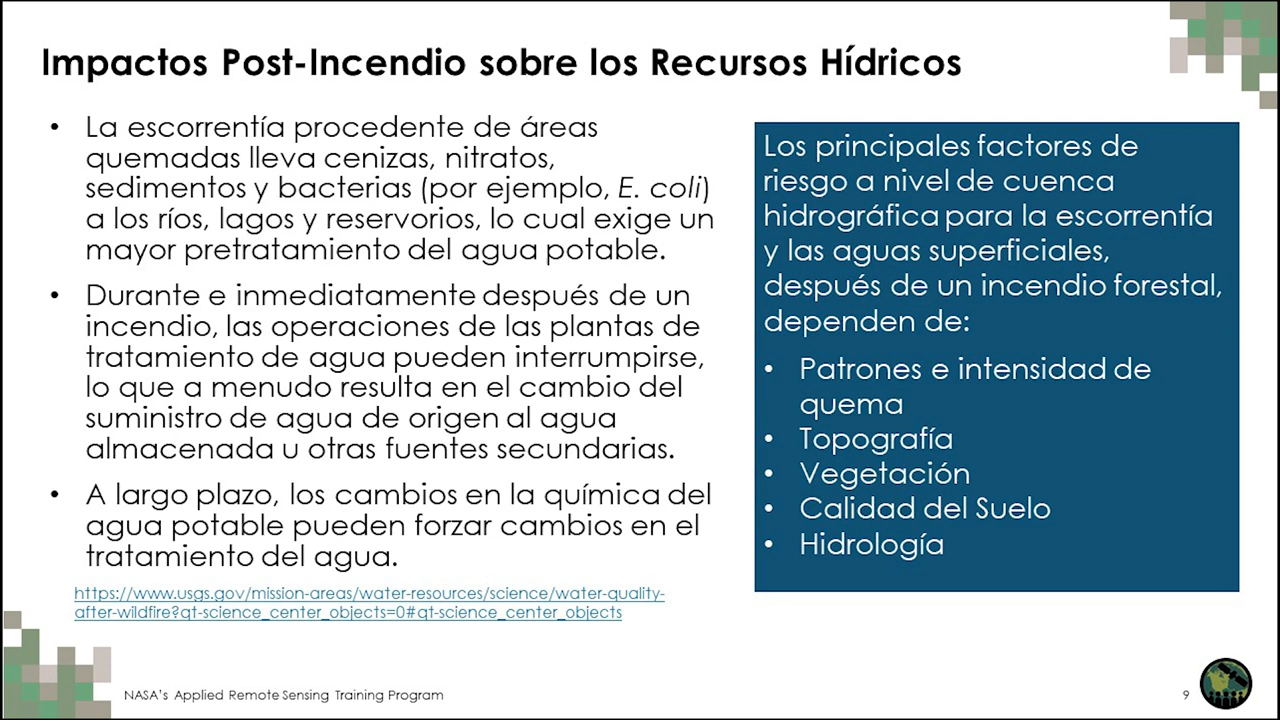 Impactos Post-Incendio sobre los Recursos Hídricos
• La escorrentía procedente de áreas
quemadas lleva cenizas, nitratos,
sedimentos y bacterias (por ejemplo, E. coli)
a los ríos, lagos y reservorios, lo cual exige un
mayor pretratamiento del agua potable.
• Durante e inmediatamente después de un
incendio, las operaciones de las plantas de
tratamiento de agua pueden interrumpirse,
lo que a menudo resulta en el cambio del
suministro de agua de origen al agua
almacenada u otras fuentes secundarias.
• A largo plazo, los cambios en la química del
agua potable pueden forzar cambios en el
tratamiento del agua.
https://www.usgs.gov/mission-areas/water-resources/science/water-quality-
after-wildfire?qt-science_center_objects=0#qt-science_center_objects
Los principales factores de
riesgo a nivel de cuenca
hidrográfica para la escorrentía
y las aguas superficiales,
después de un incendio forestal,
dependen de:
• Patrones e intensidad de
quema
• Topografía
• Vegetación
• Calidad del Suelo
• Hidrología
NASA's Applied Remote Sensing Training Program
9